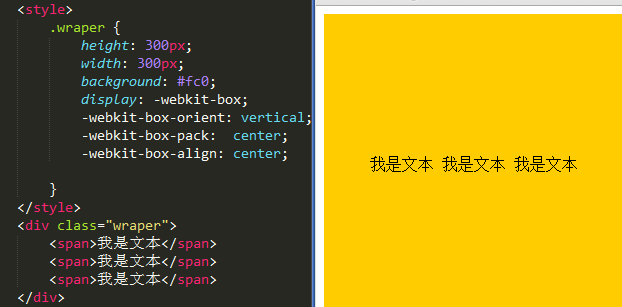 <style>
.wraper {
height: 300px;
width: 300px;
background: #fc0;
display: -webkit-box;
-webkit-box-orient: vertical;
-webkit-box-pack:  center;
-webkit-box-align: center;
}
</style>
<div class="wraper">
<span>我是文本</span>
<span>我是文本</span>
<span>我是文本</span>
</div>
我是文本 我是文本 我是文本